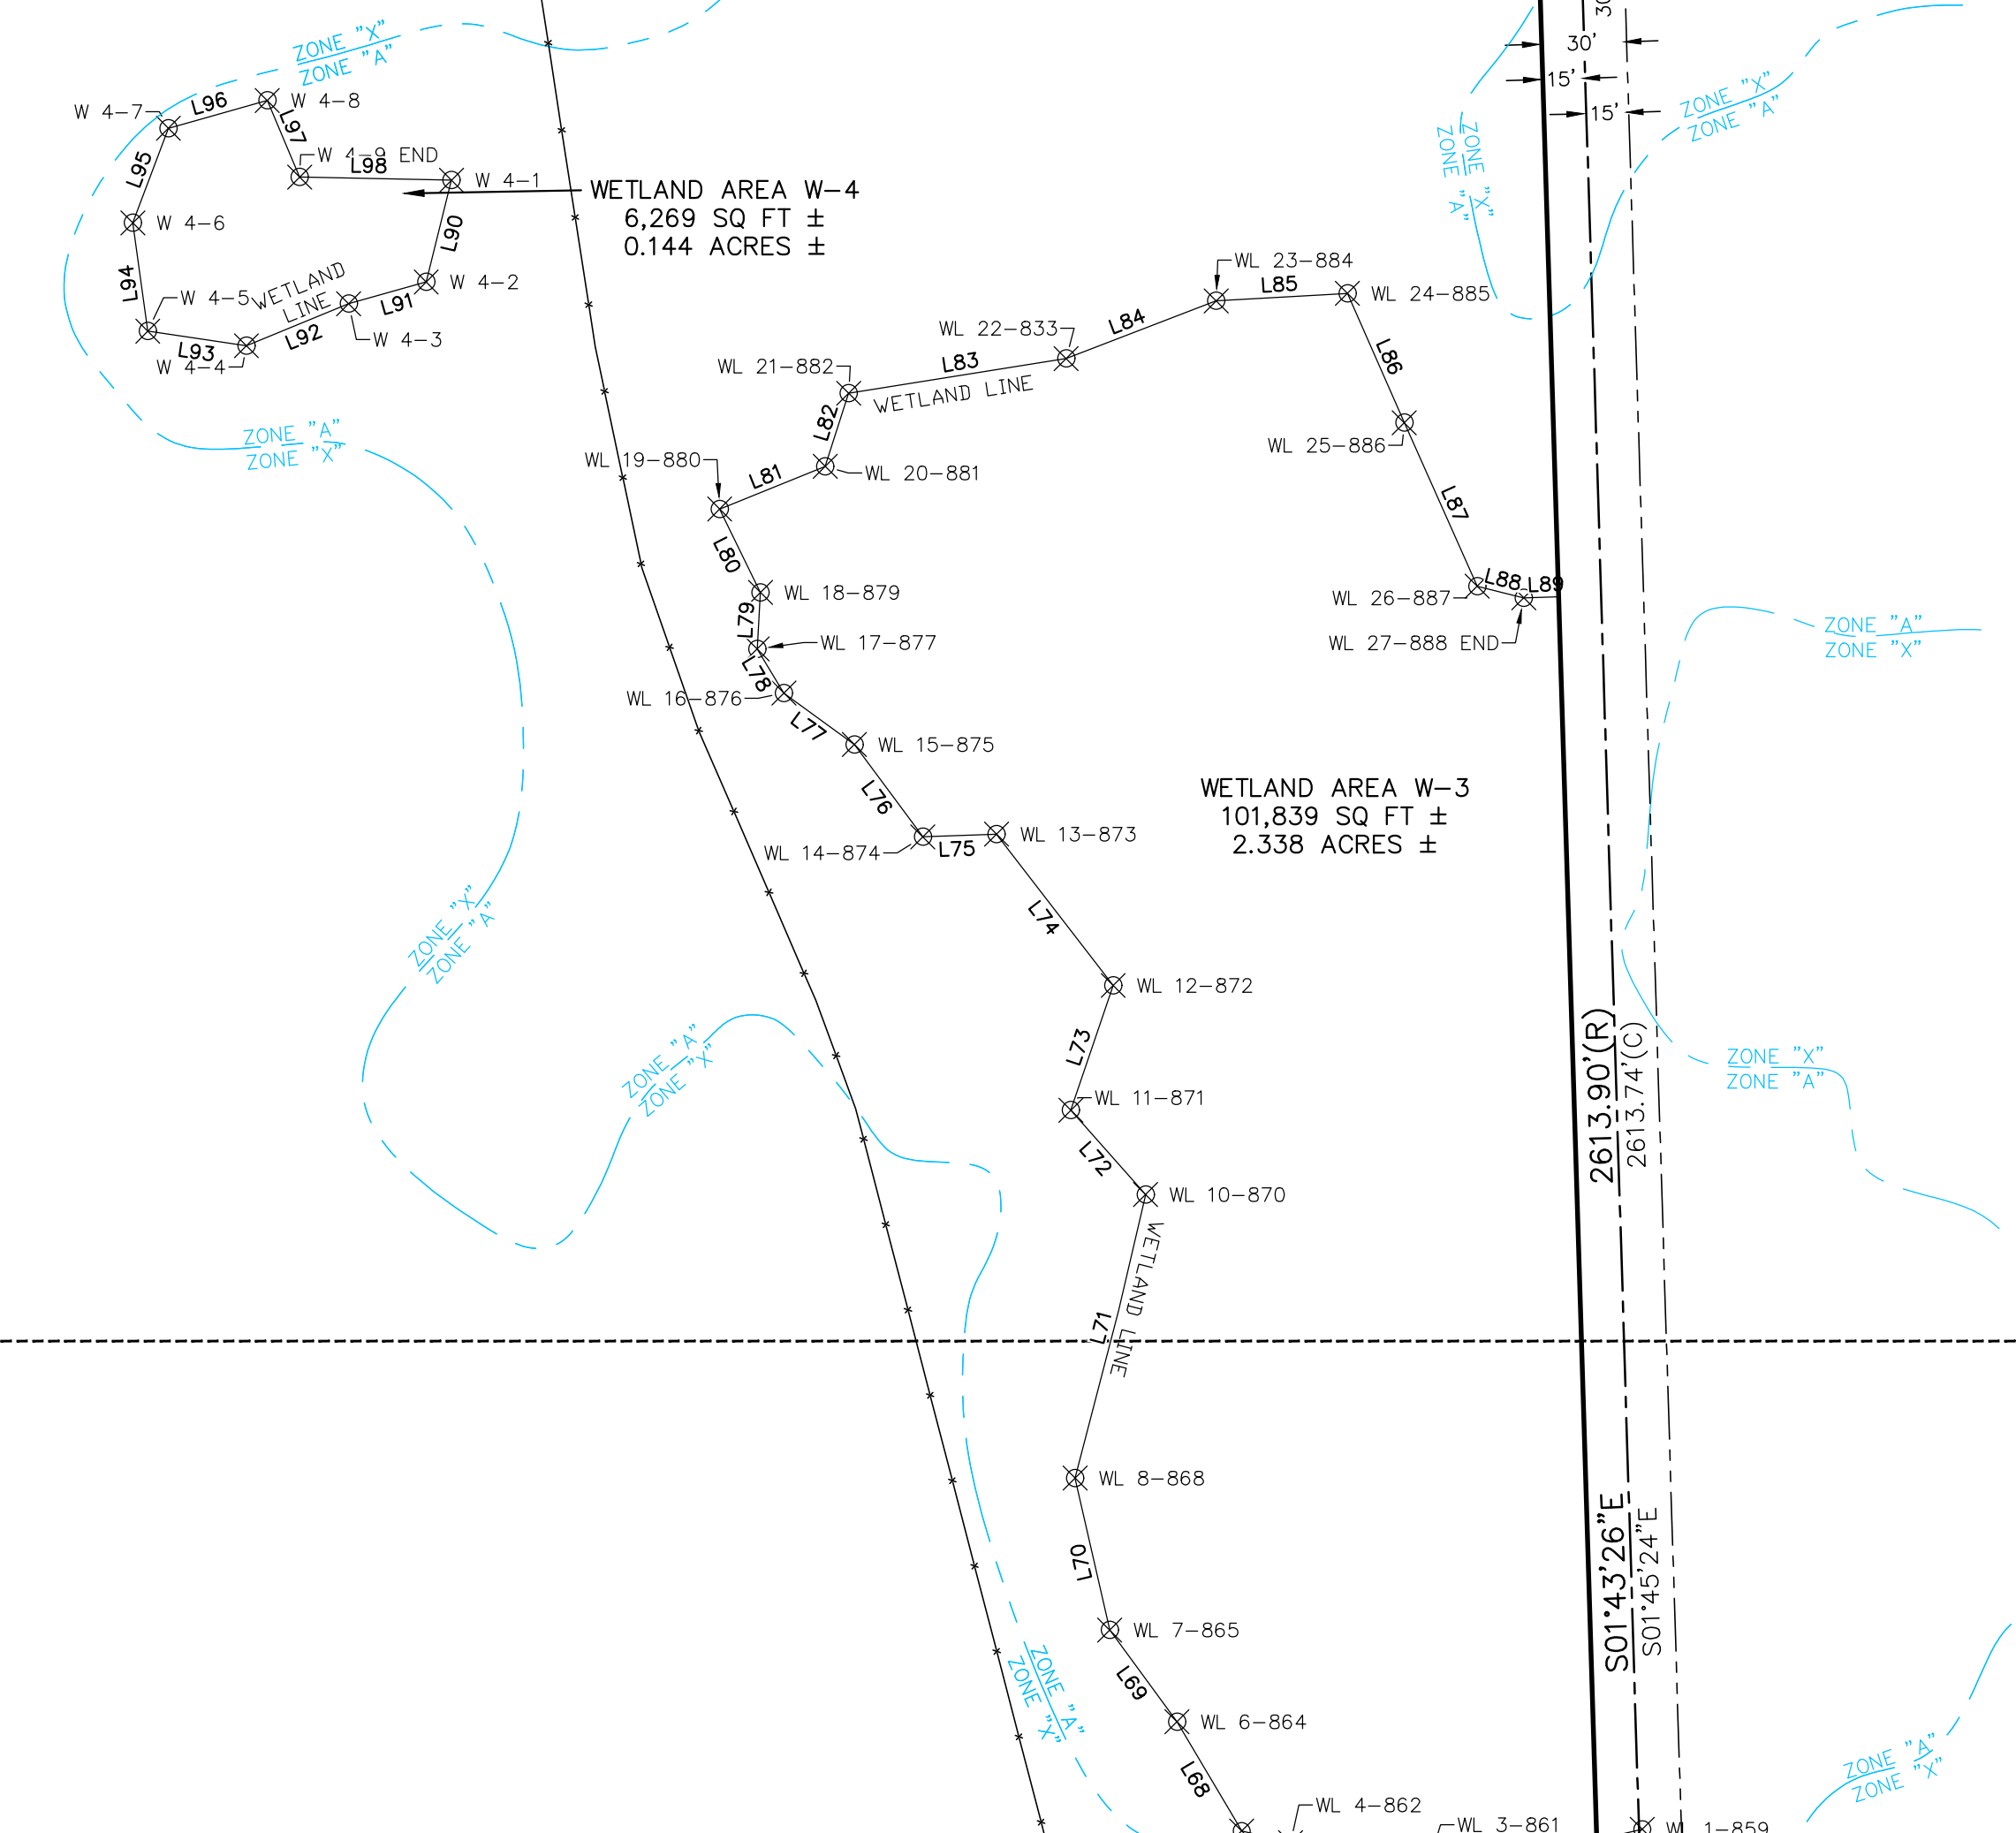 ZONE "X"
ZONE "A"
W 4-7
L96
W 4-8
L97
L95
W 4-9 END
L98
W 4-1
WETLAND AREA W-4
6,269 SQ FT ±
0.144 ACRES ±
W 4-6
L90
L94
W 4-5
WETLAND
LINE
L91
W 4-2
L93
L92
W 4-3
W 4-4
ZONE "A"
ZONE "X"
30'
15'
15'
ZONE "X"
ZONE "A"
ZONE "X"
ZONE "A"
WL 23-884
L85
WL 24-885
WL 22-833
L84
WL 21-882
L83
WETLAND LINE
L86
L82
WL 25-886
WL 19-880
L81
WL 20-881
L87
L80
WL 18-879
L88
L89
WL 26-887
WL 27-888 END
L79
WL 17-877
L78
WL 16-876
L77
WL 15-875
ZONE "A"
ZONE "X"
L76
WETLAND AREA W-3
101,839 SQ FT ±
2.338 ACRES ±
WL 14-874
L75
WL 13-873
L74
ZONE "X"
ZONE "A"
WL 12-872
L73
ZONE "A"
ZONE "X"
WL 11-871
L72
WL 10-870
2613.90'(R)
2613.74'(C)
ZONE "X"
ZONE "A"
WETLAND LINE
L71
WL 8-868
L70
WL 7-865
S01°43'26"E
S01°45'24"E
L69
WL 6-864
ZONE "A"
ZONE "X"
L68
WL 4-862
WL 3-861
WL 1-859
ZONE "A"
ZONE "X"